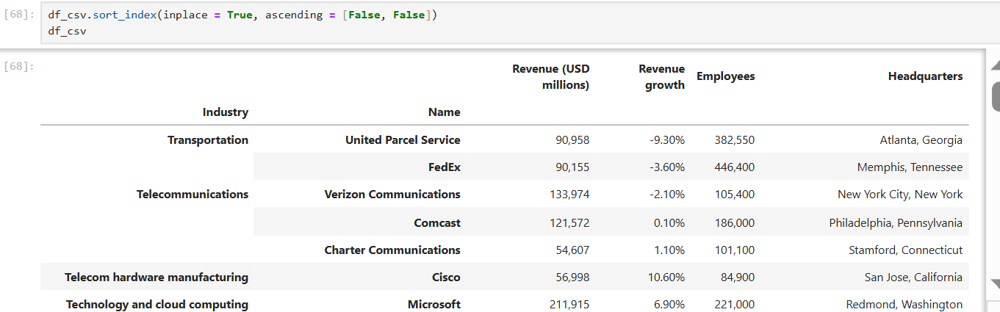 [68]: df_csv.sort_index(inplace = True, ascending = [False, False])
df_csv
[68]:
Revenue (USD millions) Revenue growth Employees Headquarters
Industry Name
Transportation United Parcel Service 90,958 -9.30% 382,550 Atlanta, Georgia
FedEx 90,155 -3.60% 446,400 Memphis, Tennessee
Telecommunications Verizon Communications 133,974 -2.10% 105,400 New York City, New York
Comcast 121,572 0.10% 186,000 Philadelphia, Pennsylvania
Charter Communications 54,607 1.10% 101,100 Stamford, Connecticut
Telecom hardware manufacturing Cisco 56,998 10.60% 84,900 San Jose, California
Technology and cloud computing Microsoft 211,915 6.90% 221,000 Redmond, Washington